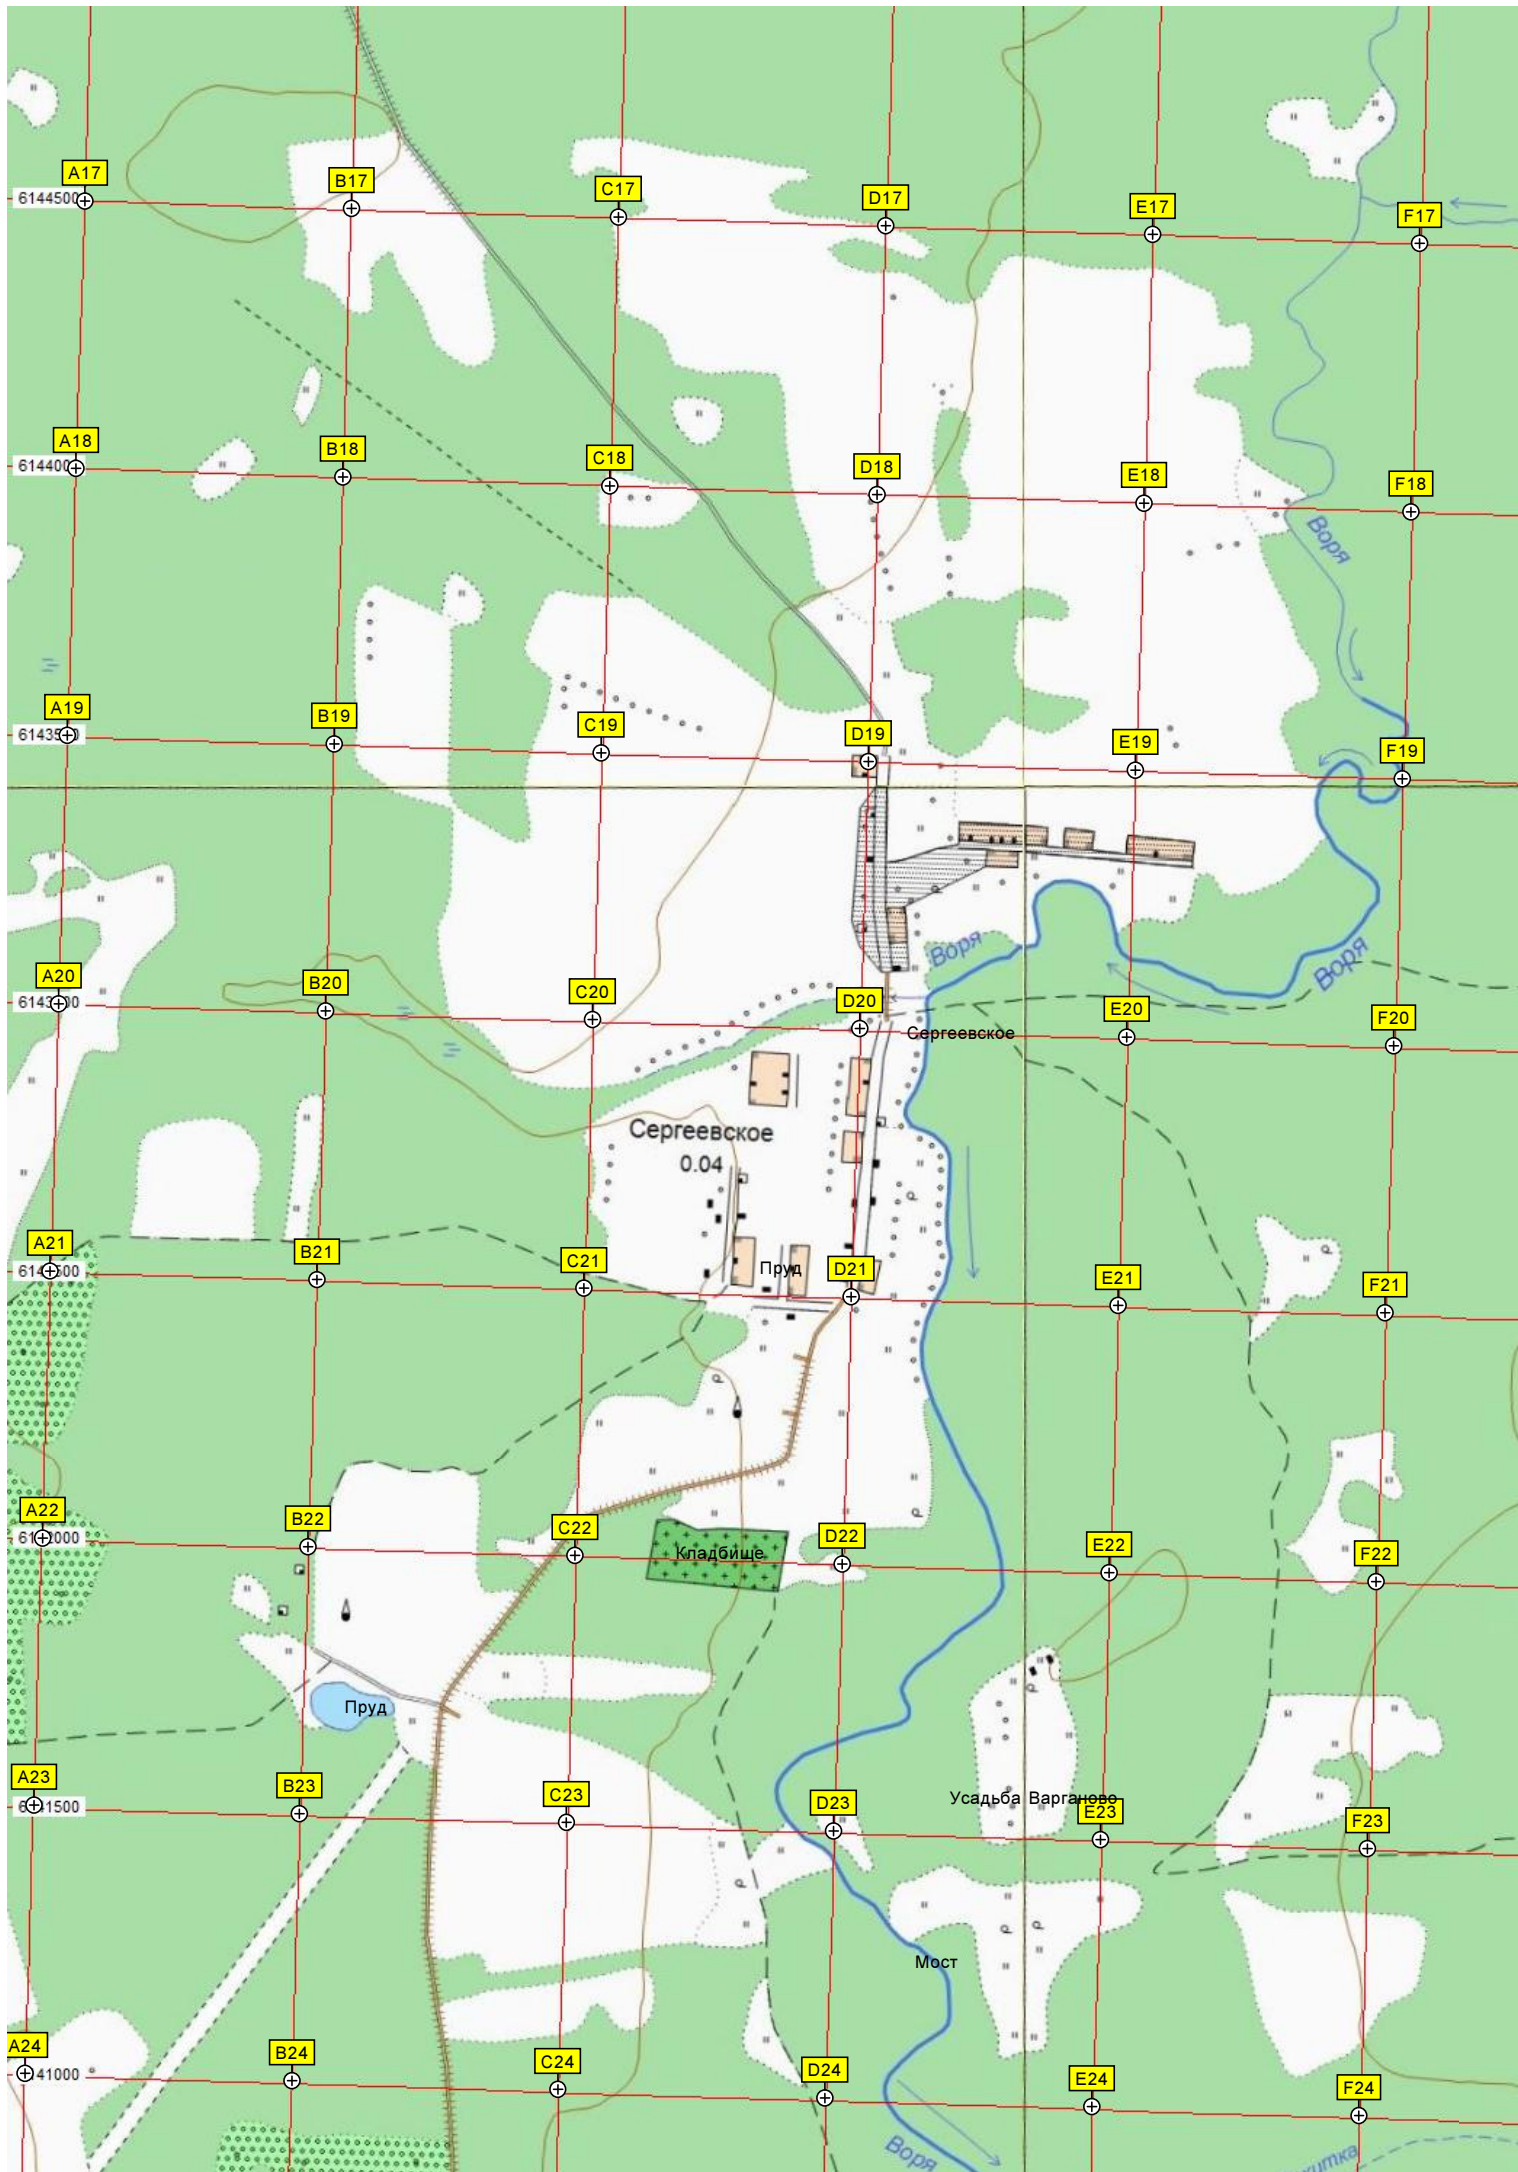 A17
B17
C17
D17
E17
F17
6144500
A18
B18
C18
D18
E18
F18
Воря
A19
B19
C19
D19
E19
F19
Воря
Воря
A20
B20
C20
D20
E20
F20
Сергеевское
Сергеевское
0.04
A21
B21
C21
Пруд
D21
E21
F21
A22
B22
C22
D22
E22
F22
Кладбище
Пруд
A23
B23
C23
D23
Усадьба Варганово
E23
F23
Мост
A24
B24
C24
D24
E24
F24
Воря